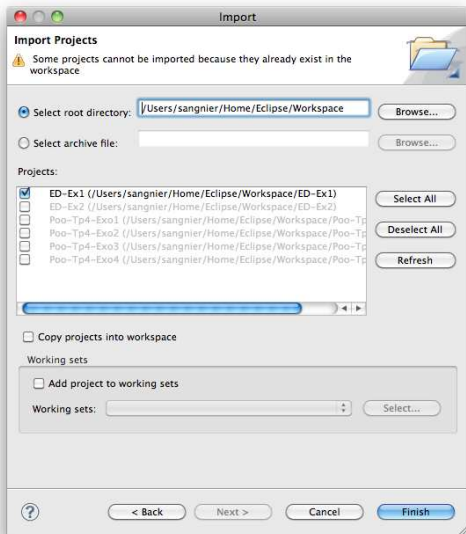 Import
Import Projects
Some projects cannot be imported because they already exist in the
workspace
Select root directory: /Users/sangnier/Home/Eclipse/Workspace Browse...
Select archive file: Browse...
Projects:
ED-Ex1 (/Users/sangnier/Home/Eclipse/Workspace/ED-Ex1)
ED-Ex2 (/Users/sangnier/Home/Eclipse/Workspace/ED-Ex2)
Poo-Tp4-Exo1 (/Users/sangnier/Home/Eclipse/Workspace/Poo-Tp
Poo-Tp4-Exo2 (/Users/sangnier/Home/Eclipse/Workspace/Poo-Tp
Poo-Tp4-Exo3 (/Users/sangnier/Home/Eclipse/Workspace/Poo-Tp
Poo-Tp4-Exo4 (/Users/sangnier/Home/Eclipse/Workspace/Poo-Tp
Select All
Deselect All
Refresh
Copy projects into workspace
Working sets
Add project to working sets
Working sets: Select...
? < Back Next > Cancel Finish